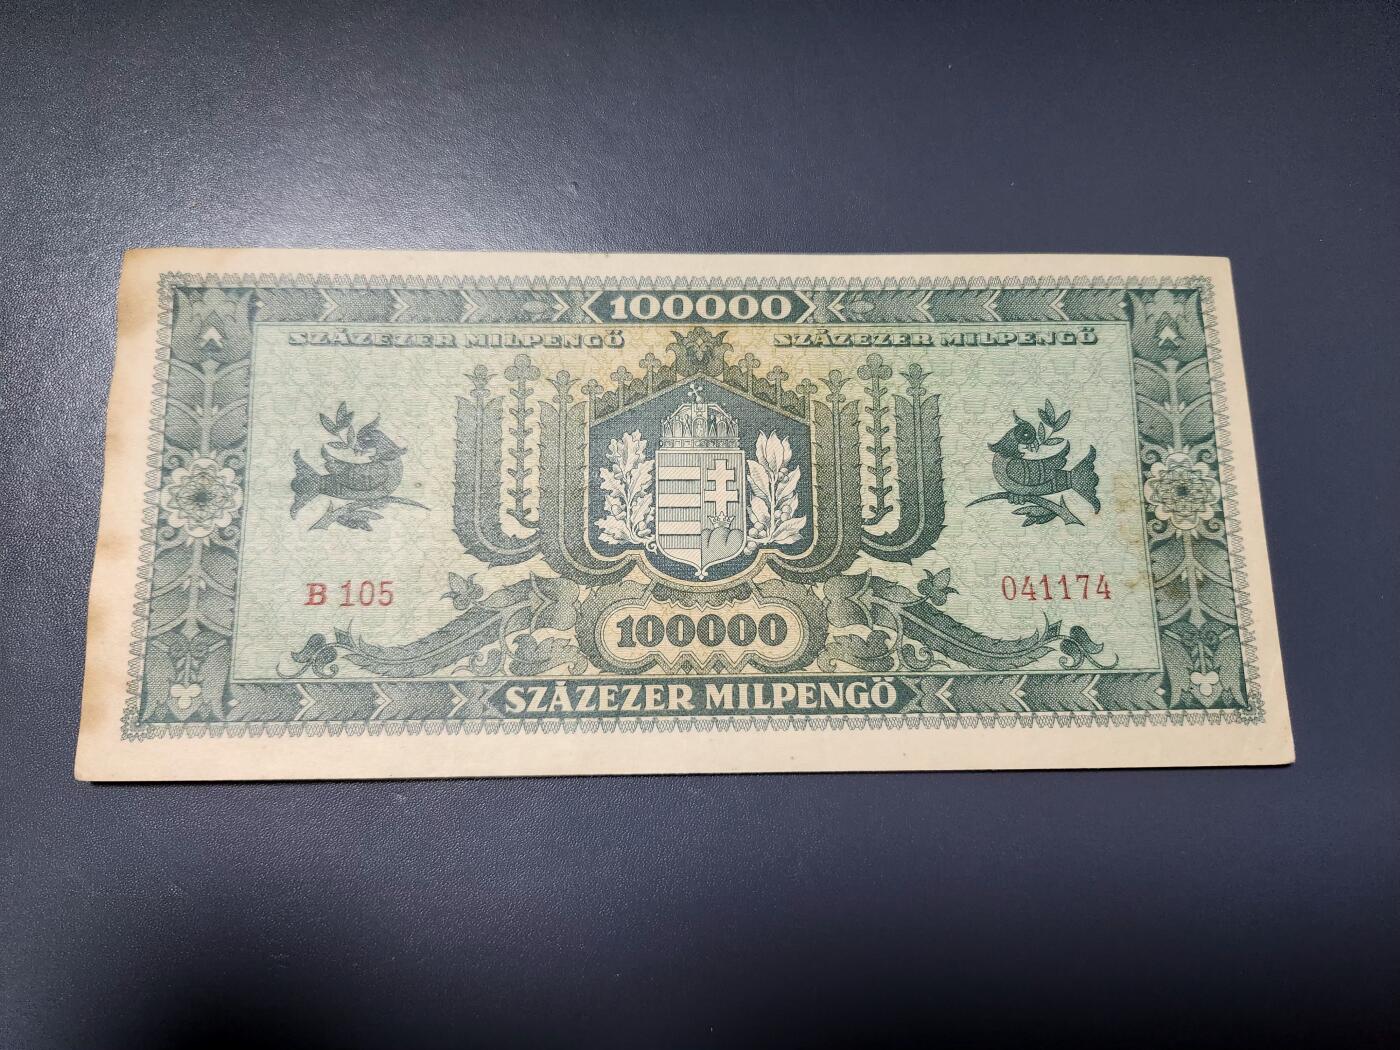 100000
SZÁZEZER MILPENGŐ SZÁZEZER MILPENGŐ
B 105 041174
100000
SZÁZEZER MILPENGŐ